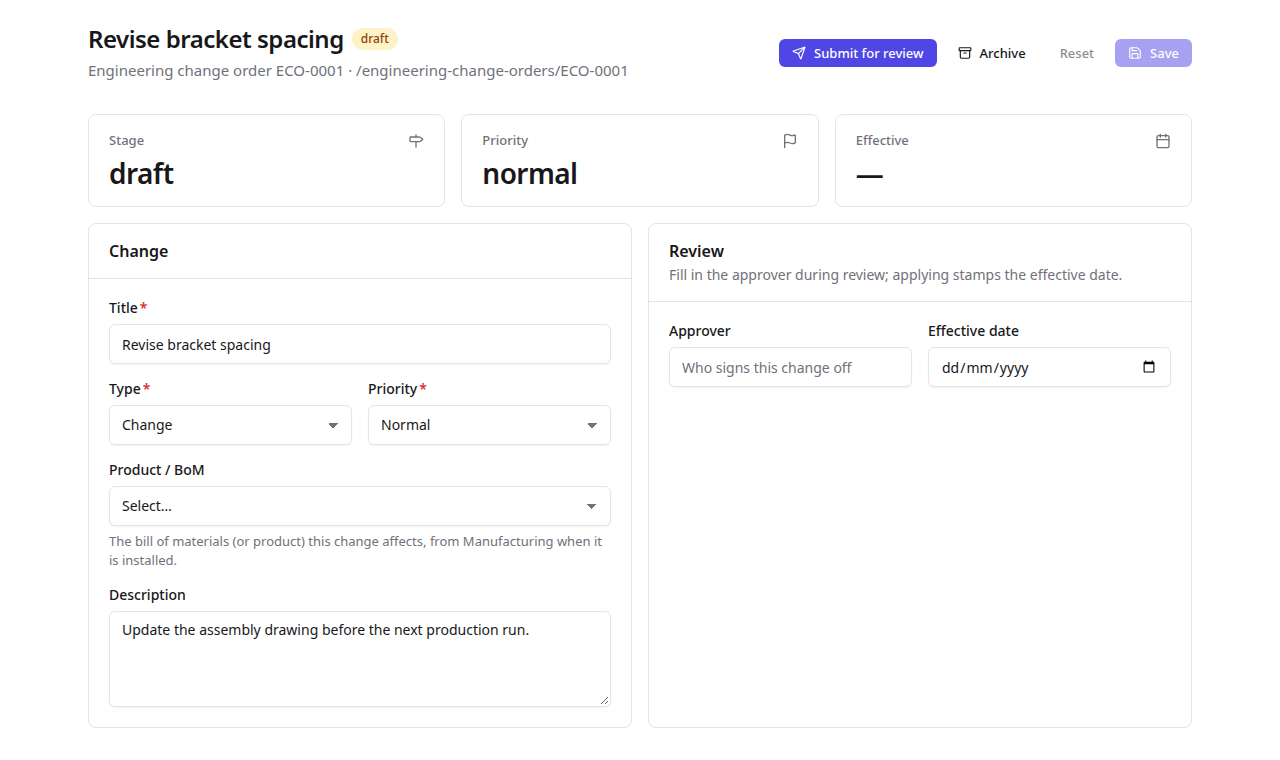 Revise bracket spacing draft
Engineering change order ECO-0001 · /engineering-change-orders/ECO-0001
Submit for review Archive Reset Save
Stage
draft
Priority
normal
Effective
—
Change
Title*
Revise bracket spacing
Type* Priority*
Change Normal
Product / BoM
Select...
The bill of materials (or product) this change affects, from Manufacturing when it
is installed.
Description
Update the assembly drawing before the next production run.
Review
Fill in the approver during review; applying stamps the effective date.
Approver Effective date
Who signs this change off dd/mm/yyyy